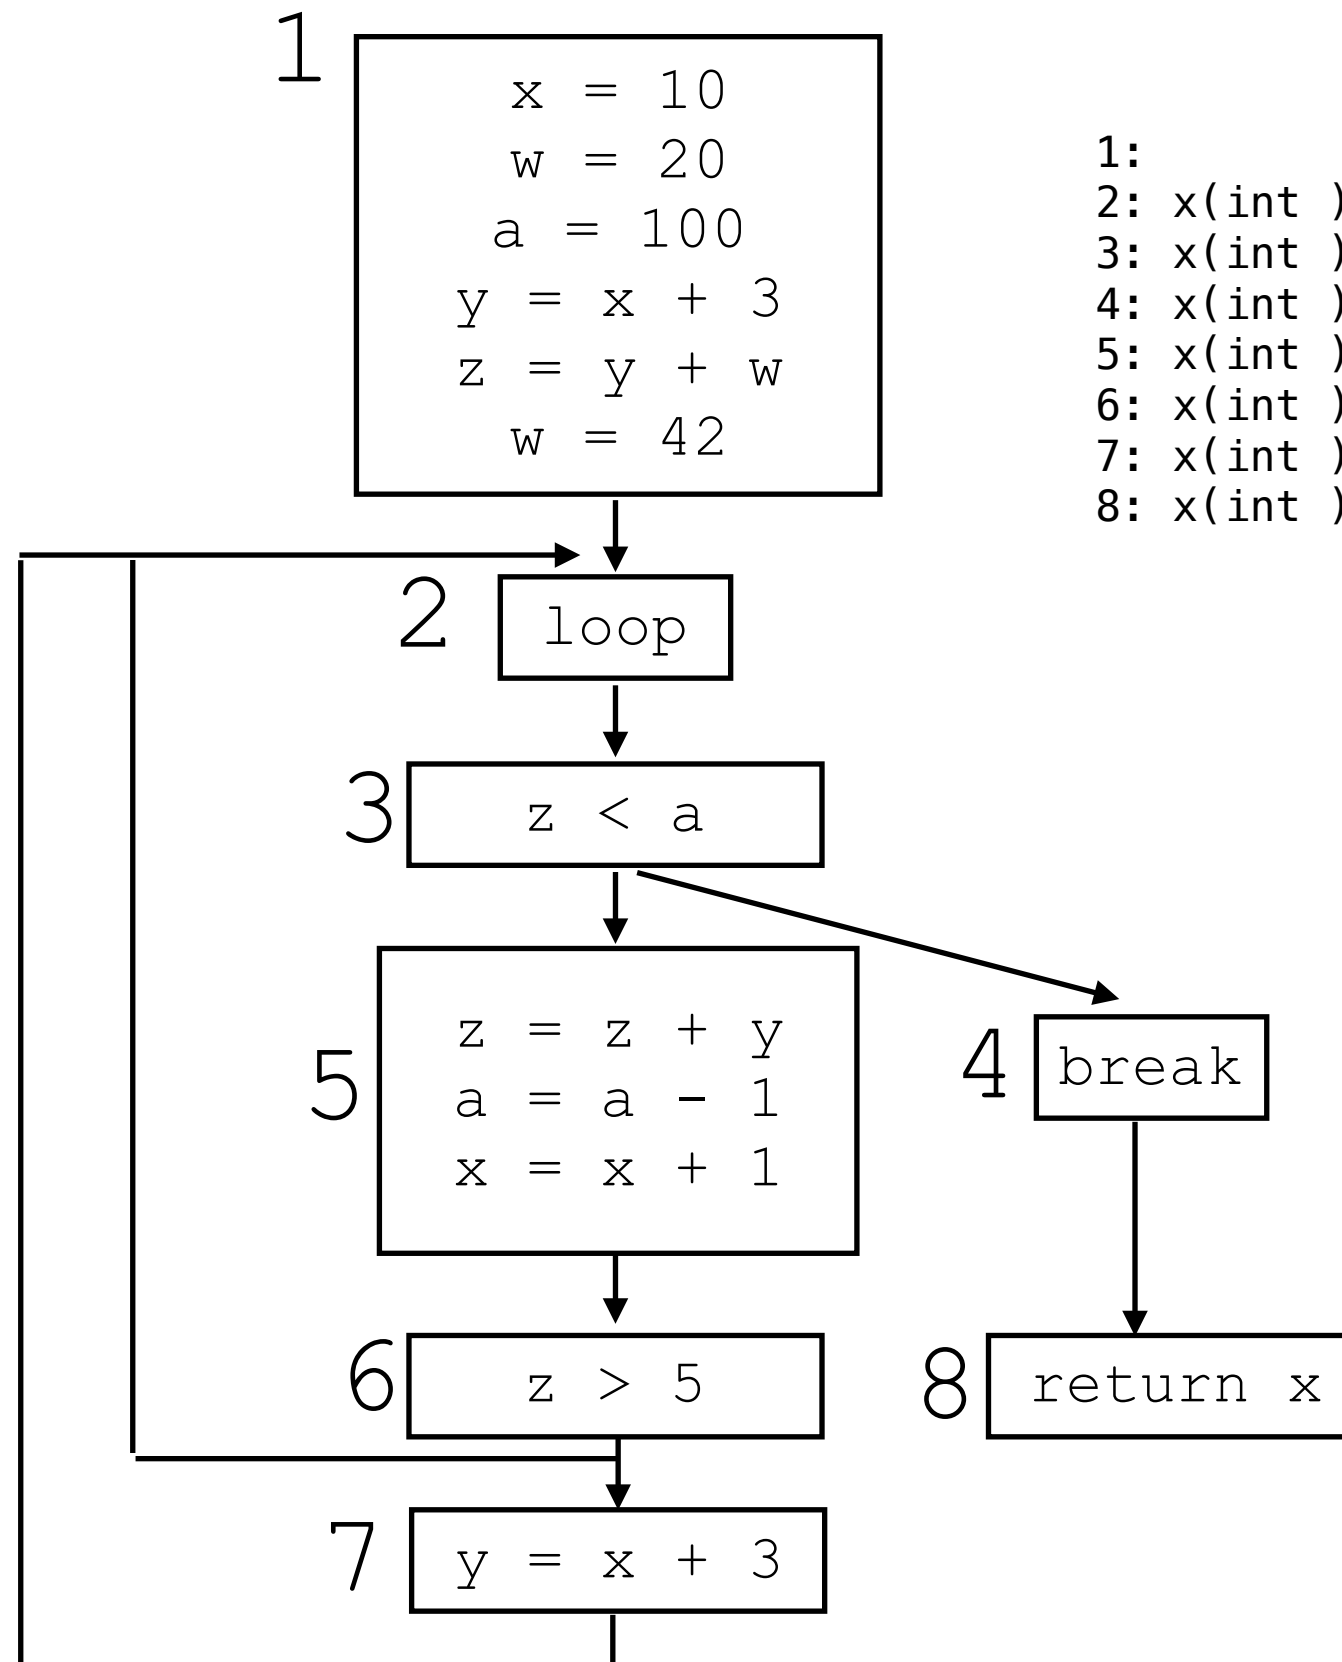 1
x = 10
w = 20
a = 100
y = x + 3
z = y + w
w = 42
1:
2: x(int )
3: x(int )
4: x(int )
5: x(int )
6: x(int )
7: x(int )
8: x(int )
2
loop
3
z < a
5
z = z + y
a = a - 1
x = x + 1
4
break
6
z > 5
8
return x
7
y = x + 3